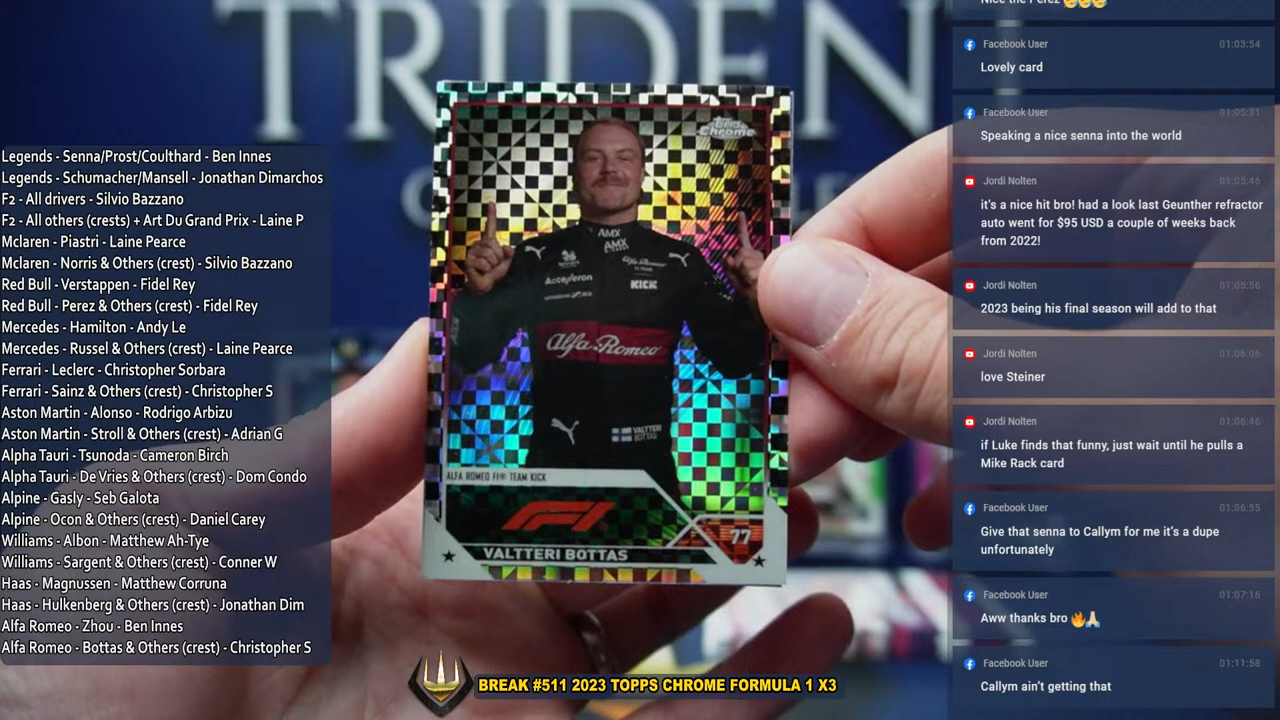 TRIDEN
Legends - Senna/Prost/Coulthard - Ben Innes
Legends - Schumacher/Mansell - Jonathan Dimarchos
F2 - All drivers - Silvio Bazzano
F2 - All others (crests) + Art Du Grand Prix - Laine P
Mclaren - Piastri - Laine Pearce
Mclaren - Norris & Others (crest) - Silvio Bazzano
Red Bull - Verstappen - Fidel Rey
Red Bull - Perez & Others (crest) - Fidel Rey
Mercedes - Hamilton - Andy Le
Mercedes - Russel & Others (crest) - Laine Pearce
Ferrari - Leclerc - Christopher Sorbara
Ferrari - Sainz & Others (crest) - Christopher S
Aston Martin - Alonso - Rodrigo Arbizu
Aston Martin - Stroll & Others (crest) - Adrian G
Alpha Tauri - Tsunoda - Cameron Birch
Alpha Tauri - De Vries & Others (crest) - Dom Condo
Alpine - Gasly - Seb Galota
Alpine - Ocon & Others (crest) - Daniel Carey
Williams - Albon - Matthew Ah-Tye
Williams - Sargent & Others (crest) - Conner W
Haas - Magnussen - Matthew Corruna
Haas - Hulkenberg & Others (crest) - Jonathan Dim
Alfa Romeo - Zhou - Ben Innes
Alfa Romeo - Bottas & Others (crest) - Christopher S
Topps
Chrome
AMX
AMX
Acceleron
KICK
Alfa Romeo
VALTTERI
BOTTAS
ALFA ROMEO F1® TEAM KICK
F1
77
VALTTERI BOTTAS
BREAK #511 2023 TOPPS CHROME FORMULA 1 X3
Nice the Perez 🤣🤣🤣
Facebook User 01:03:54
Lovely card
Facebook User 01:05:31
Speaking a nice senna into the world
Jordi Nolten 01:05:46
it's a nice hit bro! had a look last Geunther refractor
auto went for $95 USD a couple of weeks back
from 2022!
Jordi Nolten 01:05:56
2023 being his final season will add to that
Jordi Nolten 01:06:06
love Steiner
Jordi Nolten 01:06:46
if Luke finds that funny, just wait until he pulls a
Mike Rack card
Facebook User 01:06:55
Give that senna to Callym for me it's a dupe
unfortunately
Facebook User 01:07:16
Aww thanks bro 🔥🙏
Facebook User 01:11:58
Callym ain't getting that